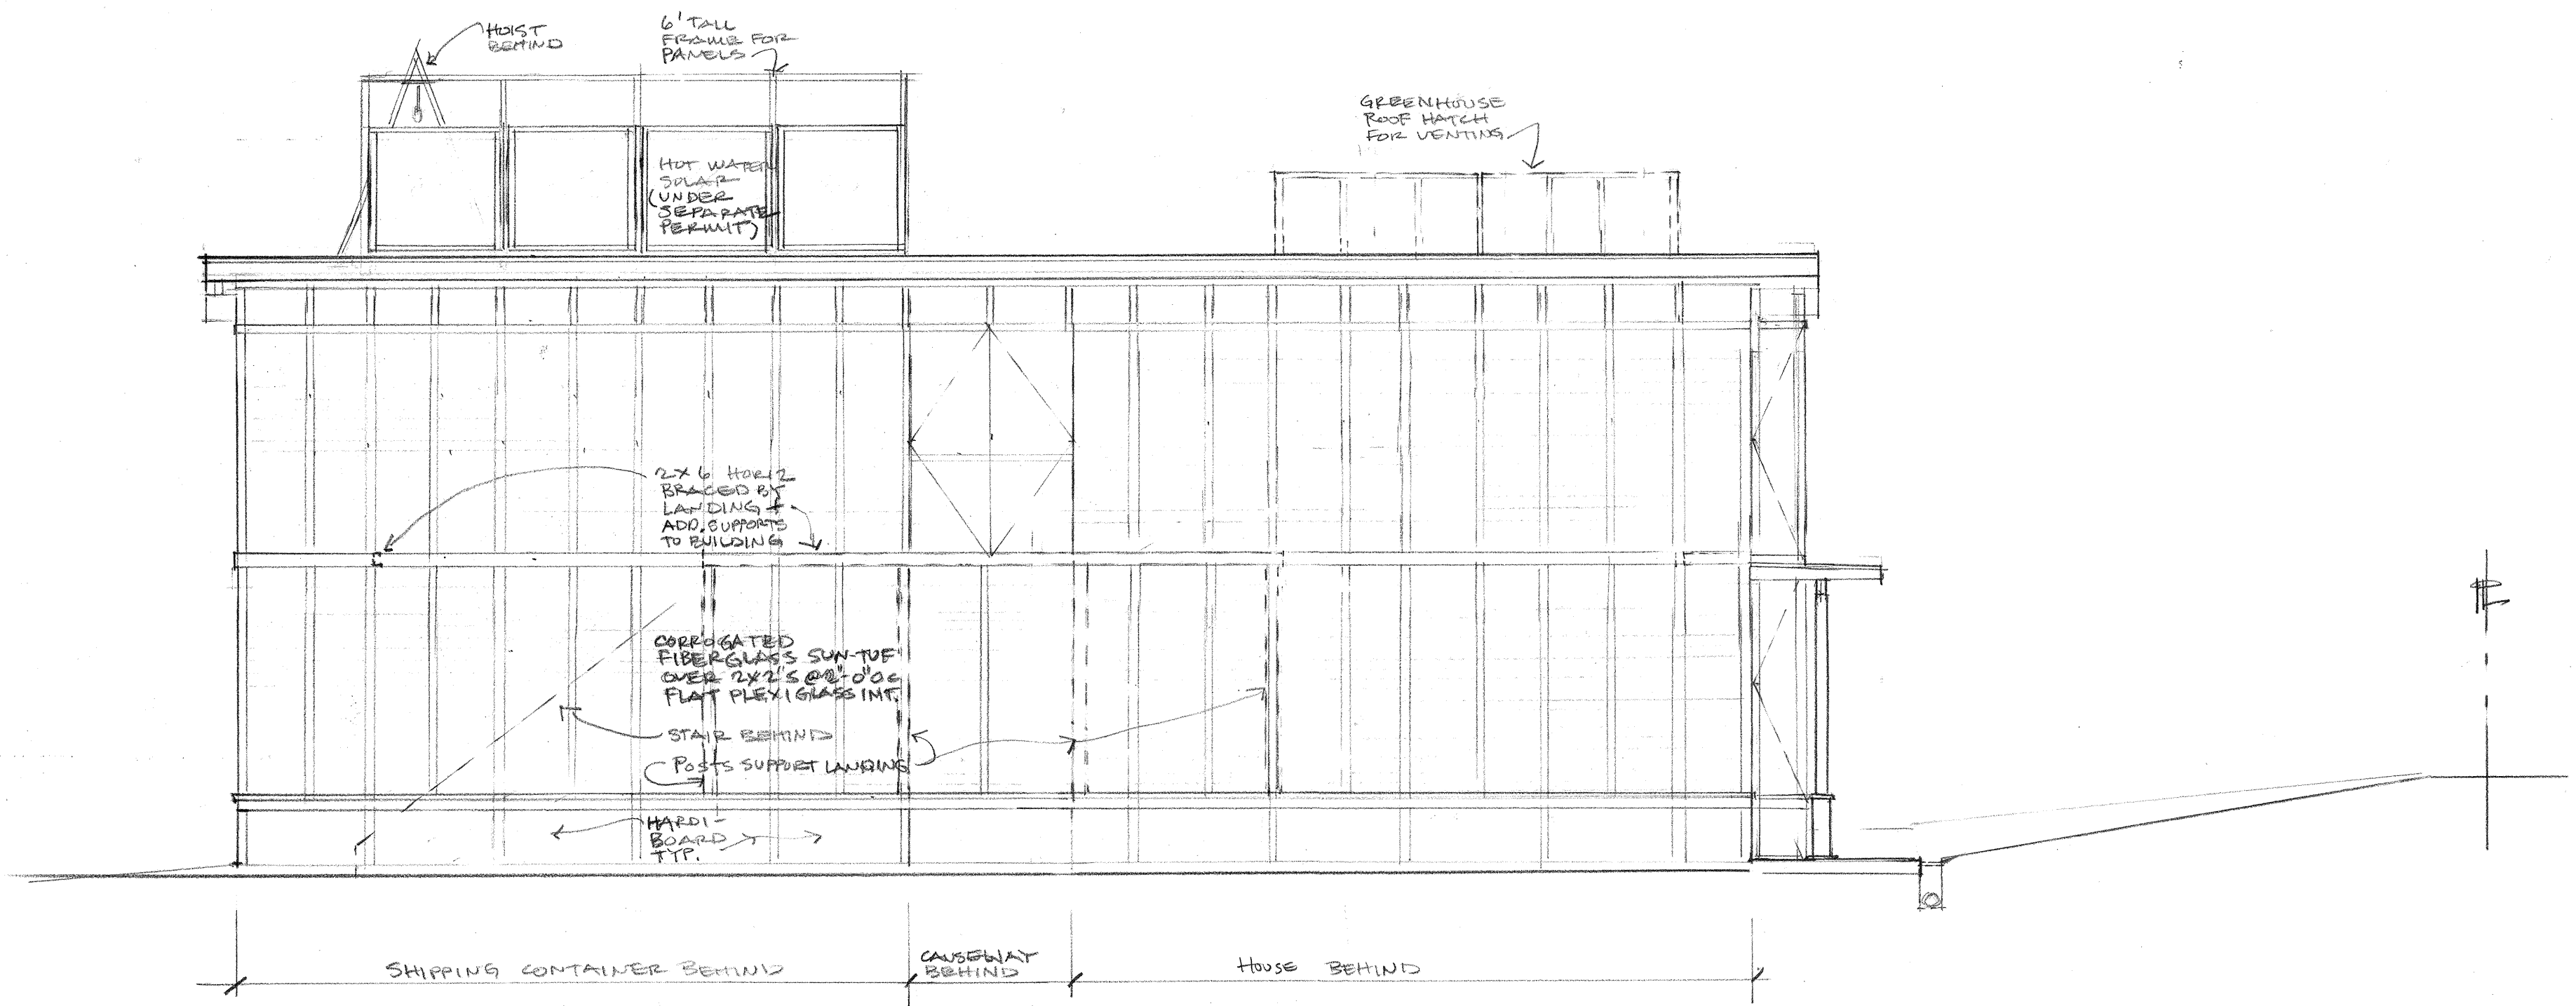 HOIST
BEHIND
6' TALL
FRAME FOR
PANELS
GREENHOUSE
ROOF HATCH
FOR VENTING
HOT WATER
SOLAR
(UNDER
SEPARATE
PERMIT)
2X6 HORIZ
BRACED BY
LANDING +
ADD. SUPPORTS
TO BUILDING
PL
CORROGATED
FIBERGLASS SUN-TUF
OVER 2X2'S @2'-0" OC
FLAT PLEXIGLASS INT.
STAIR BEHIND
POSTS SUPPORT LANDING
HARDI-
BOARD
TYP.
SHIPPING CONTAINER BEHIND
CAUSEWAY
BEHIND
HOUSE BEHIND